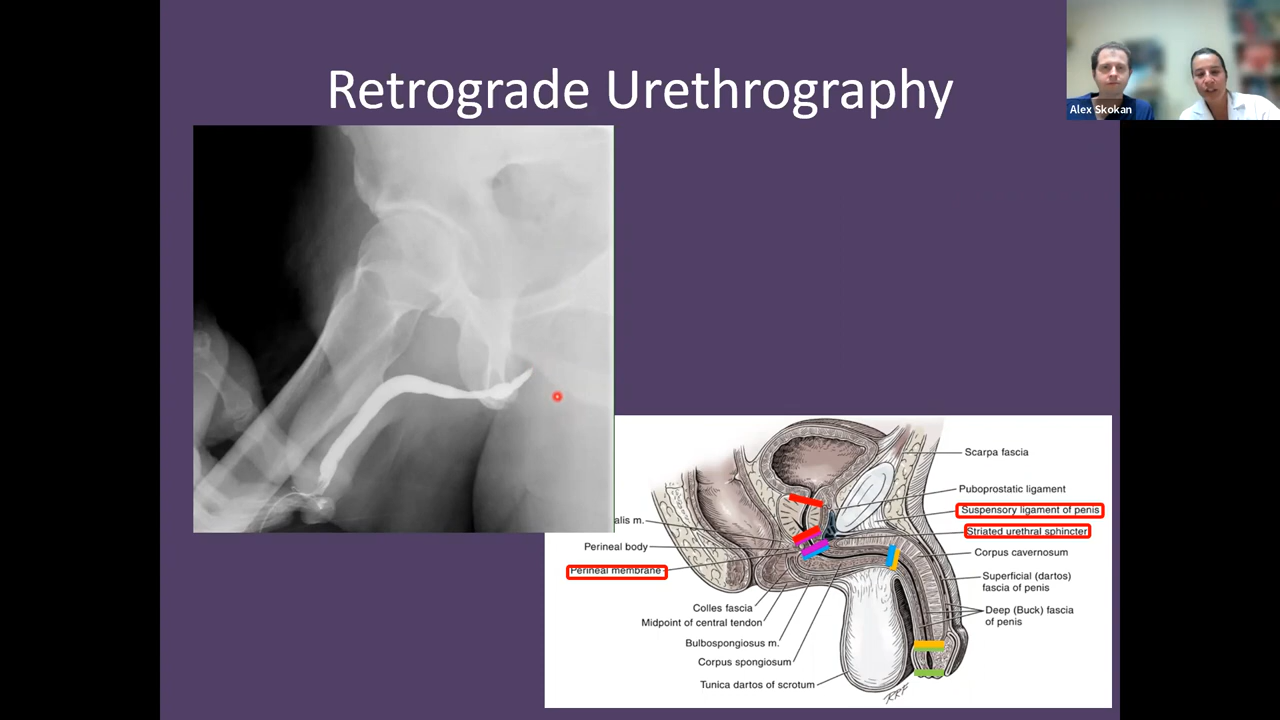 Retrograde Urethrography
Alex Skokan
Scarpa fascia
Puboprostatic ligament
Suspensory ligament of penis
Striated urethral sphincter
Corpus cavernosum
Superficial (dartos)
fascia of penis
Deep (Buck) fascia
of penis
alis m.
Perineal body
Perineal membrane
Colles fascia
Midpoint of central tendon
Bulbospongiosus m.
Corpus spongiosum
Tunica dartos of scrotum
RRF